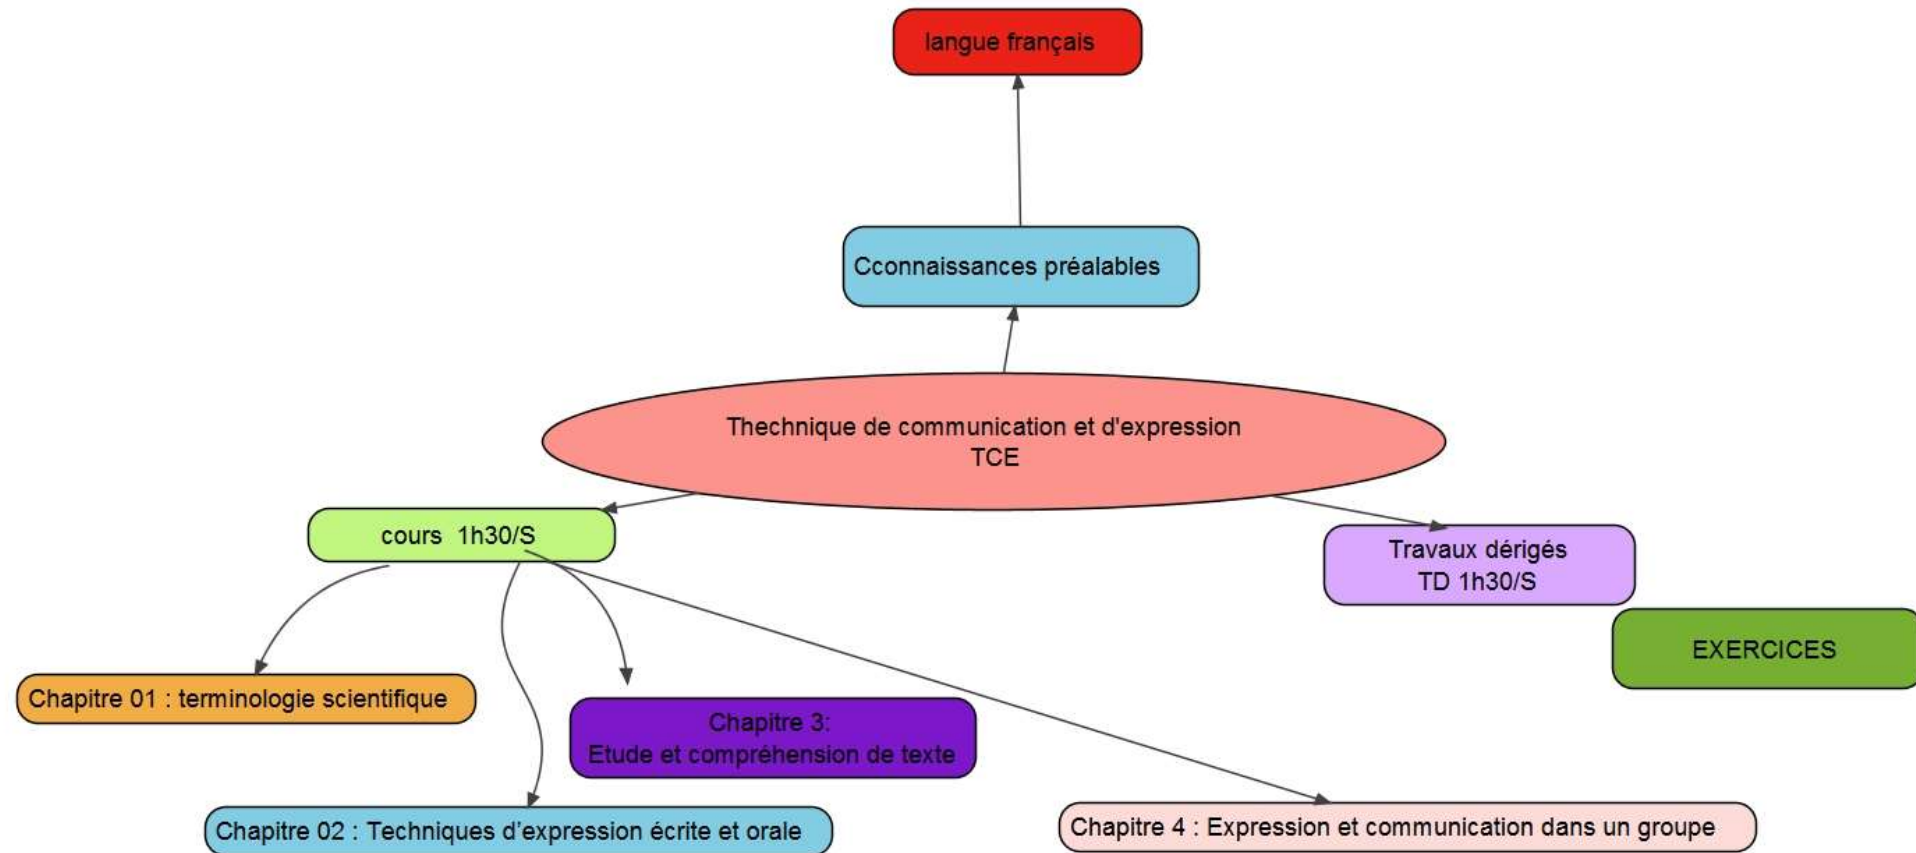 langue français
Cconnaissances préalables
Thechnique de communication et d'expression
TCE
cours  1h30/S
Travaux dérigés
TD 1h30/S
EXERCICES
Chapitre 01 : terminologie scientifique
Chapitre 3:
Etude et compréhension de texte
Chapitre 02 : Techniques d’expression écrite et orale
Chapitre 4 : Expression et communication dans un groupe